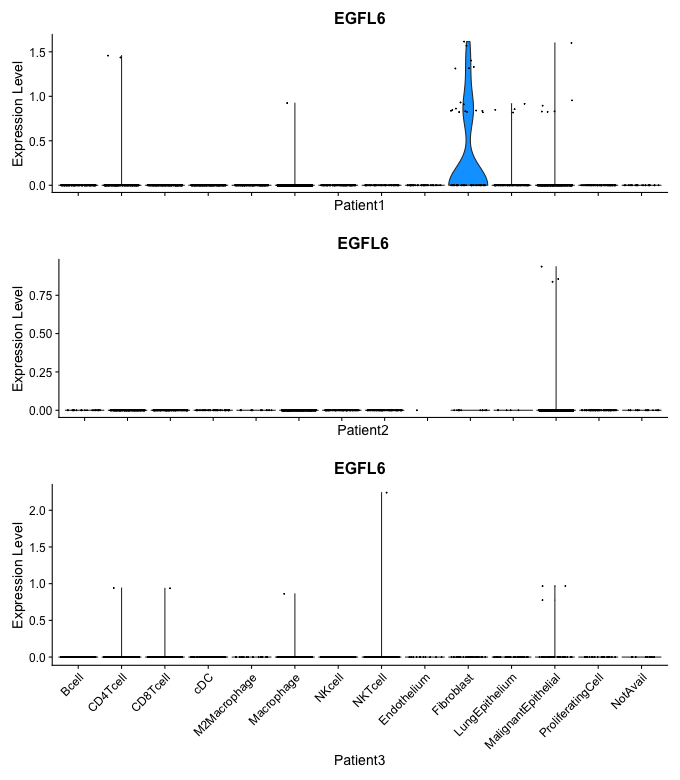 EGFL6
Expression Level
1.5
1.0
0.5
0.0
Patient1
EGFL6
Expression Level
0.75
0.50
0.25
0.00
Patient2
EGFL6
Expression Level
2.0
1.5
1.0
0.5
0.0
Bcell
CD4Tcell
CD8Tcell
cDC
M2Macrophage
Macrophage
NKcell
NKTcell
Endothelium
Fibroblast
LungEpithelium
MalignantEpithelial
ProliferatingCell
NotAvail
Patient3